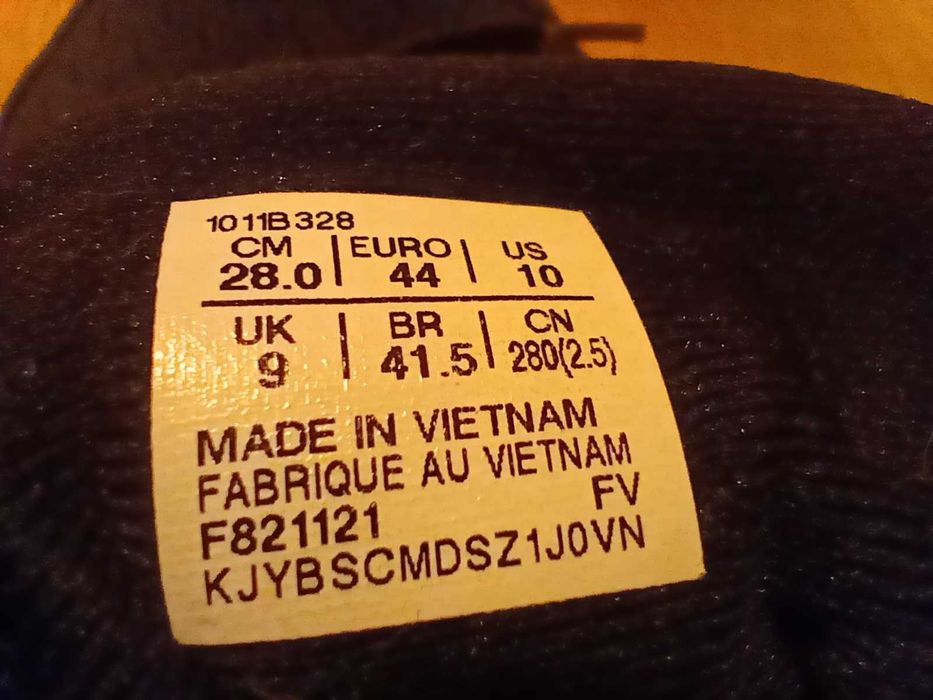 1011B328
CM | EURO | US
28.0 | 44 | 10
UK | BR | CN
9 | 41.5 | 280(2.5)
MADE IN VIETNAM
FABRIQUE AU VIETNAM
F821121 FV
KJYBSCMDSZ1J0VN